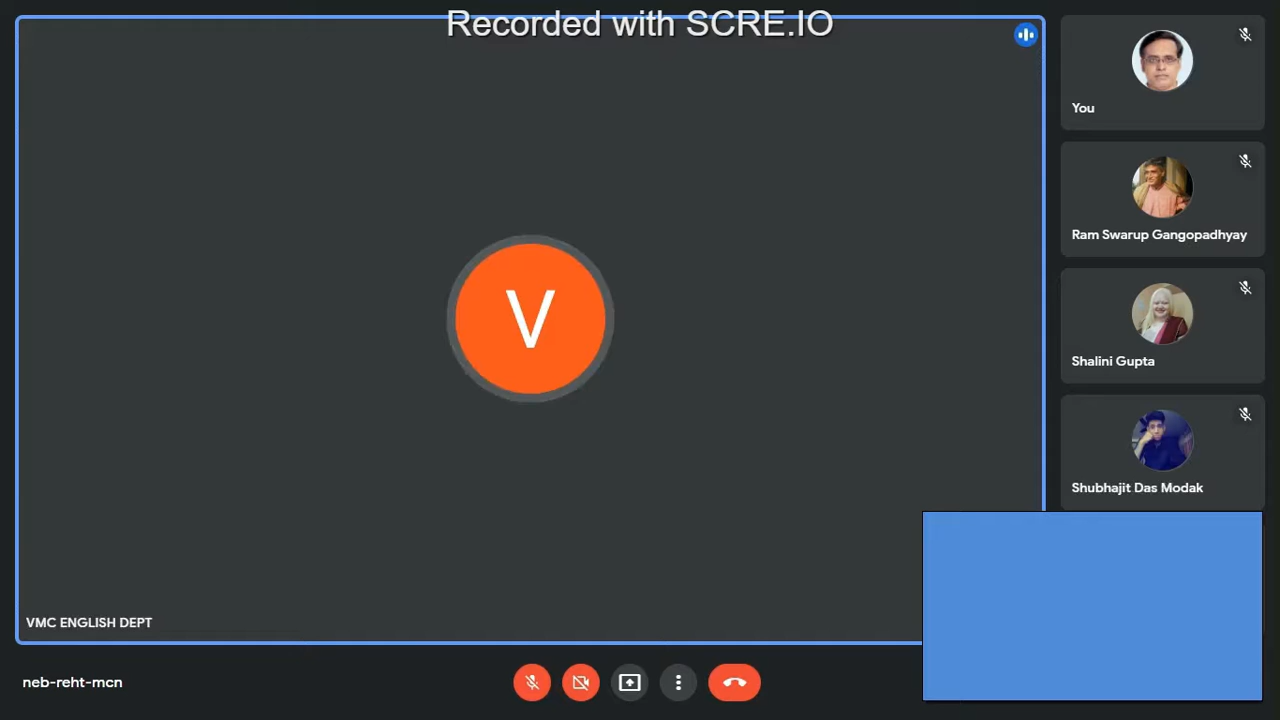 Recorded with SCRE.IO
You
Ram Swarup Gangopadhyay
Shalini Gupta
V
Shubhajit Das Modak
VMC ENGLISH DEPT
neb-reht-mcn